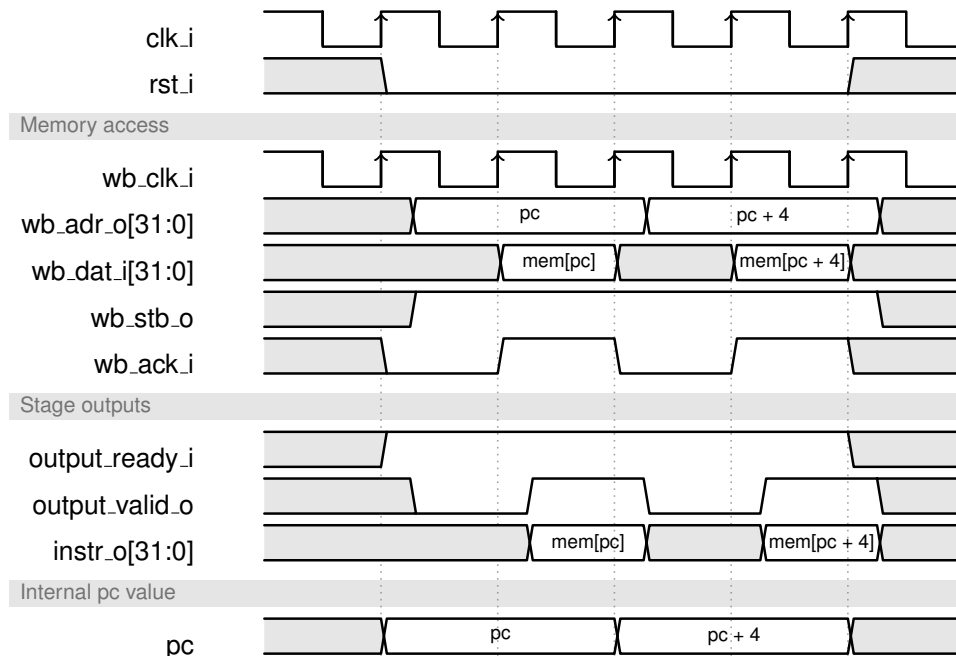 clk_i
rst_i
Memory access
wb_clk_i
wb_adr_o[31:0] pc pc + 4
wb_dat_i[31:0] mem[pc] mem[pc + 4]
wb_stb_o
wb_ack_i
Stage outputs
output_ready_i
output_valid_o
instr_o[31:0] mem[pc] mem[pc + 4]
Internal pc value
pc pc pc + 4